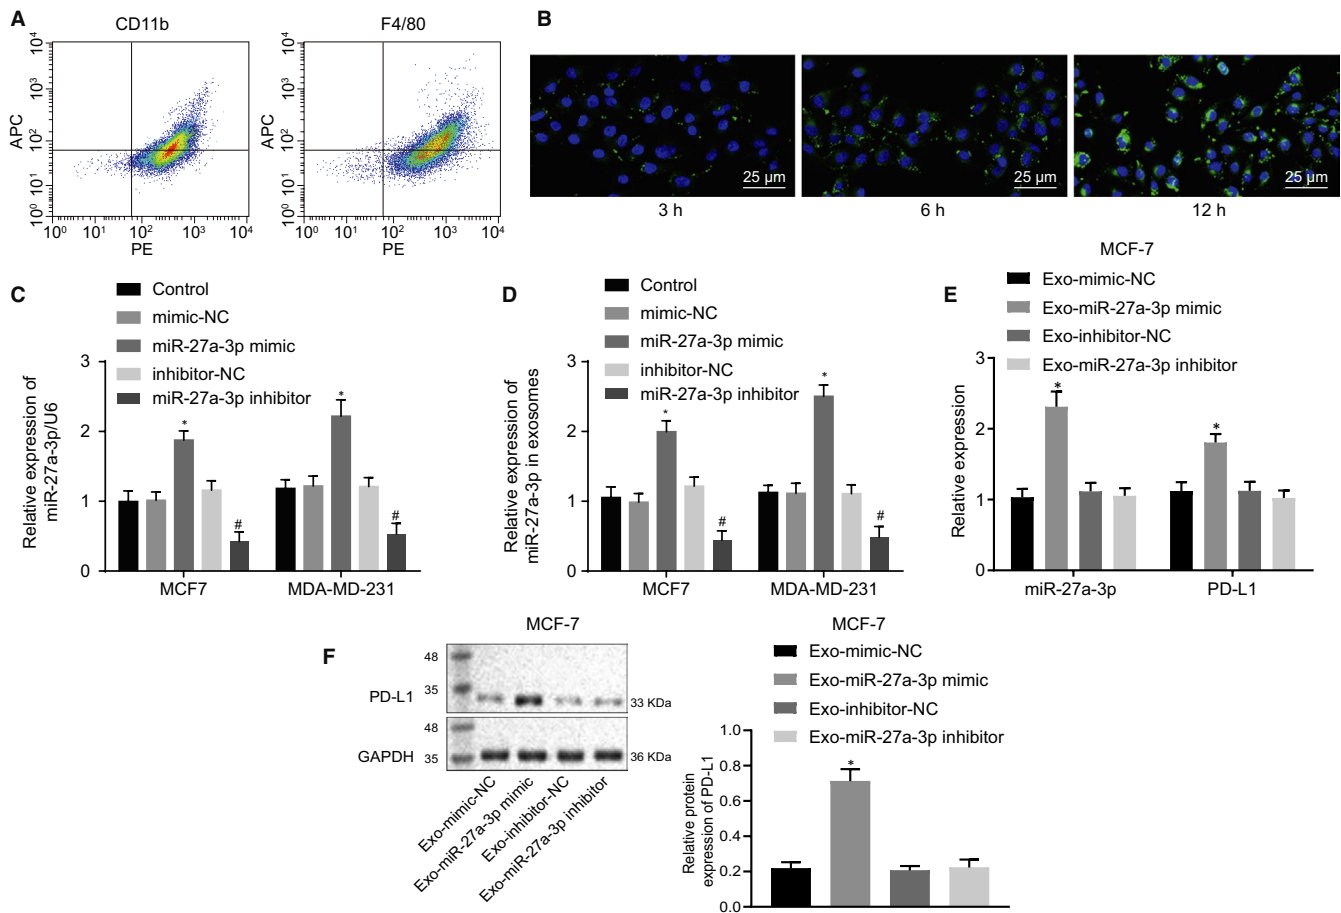 A
CD11b
F4/80
APC
10⁴
10³
10²
10¹
10⁰
10⁰ 10¹ 10² 10³ 10⁴
PE
APC
10⁴
10³
10²
10¹
10⁰
10⁰ 10¹ 10² 10³ 10⁴
PE
B
25 µm
25 µm
25 µm
3 h
6 h
12 h
C
Control
mimic-NC
miR-27a-3p mimic
inhibitor-NC
miR-27a-3p inhibitor
Relative expression of
miR-27a-3p/U6
3
2
1
0
*
#
*
#
MCF7
MDA-MD-231
D
Control
mimic-NC
miR-27a-3p mimic
inhibitor-NC
miR-27a-3p inhibitor
Relative expression of
miR-27a-3p in exosomes
3
2
1
0
*
#
*
#
MCF7
MDA-MD-231
E
MCF-7
Exo-mimic-NC
Exo-miR-27a-3p mimic
Exo-inhibitor-NC
Exo-miR-27a-3p inhibitor
Relative expression
3
2
1
0
*
*
miR-27a-3p
PD-L1
F
MCF-7
48
35
PD-L1
33 KDa
48
35
GAPDH
36 KDa
Exo-mimic-NC
Exo-miR-27a-3p mimic
Exo-inhibitor-NC
Exo-miR-27a-3p inhibitor
MCF-7
Exo-mimic-NC
Exo-miR-27a-3p mimic
Exo-inhibitor-NC
Exo-miR-27a-3p inhibitor
Relative protein
expression of PD-L1
1.0
0.8
0.6
0.4
0.2
0.0
*